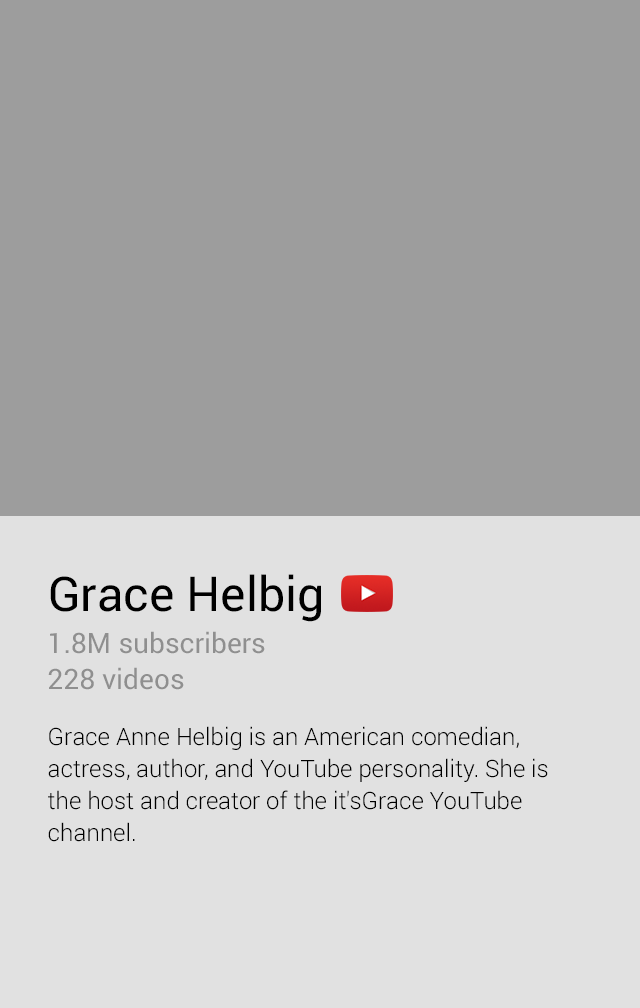 Grace Helbig
1.8M subscribers
228 videos
Grace Anne Helbig is an American comedian,
actress, author, and YouTube personality. She is
the host and creator of the it'sGrace YouTube
channel.